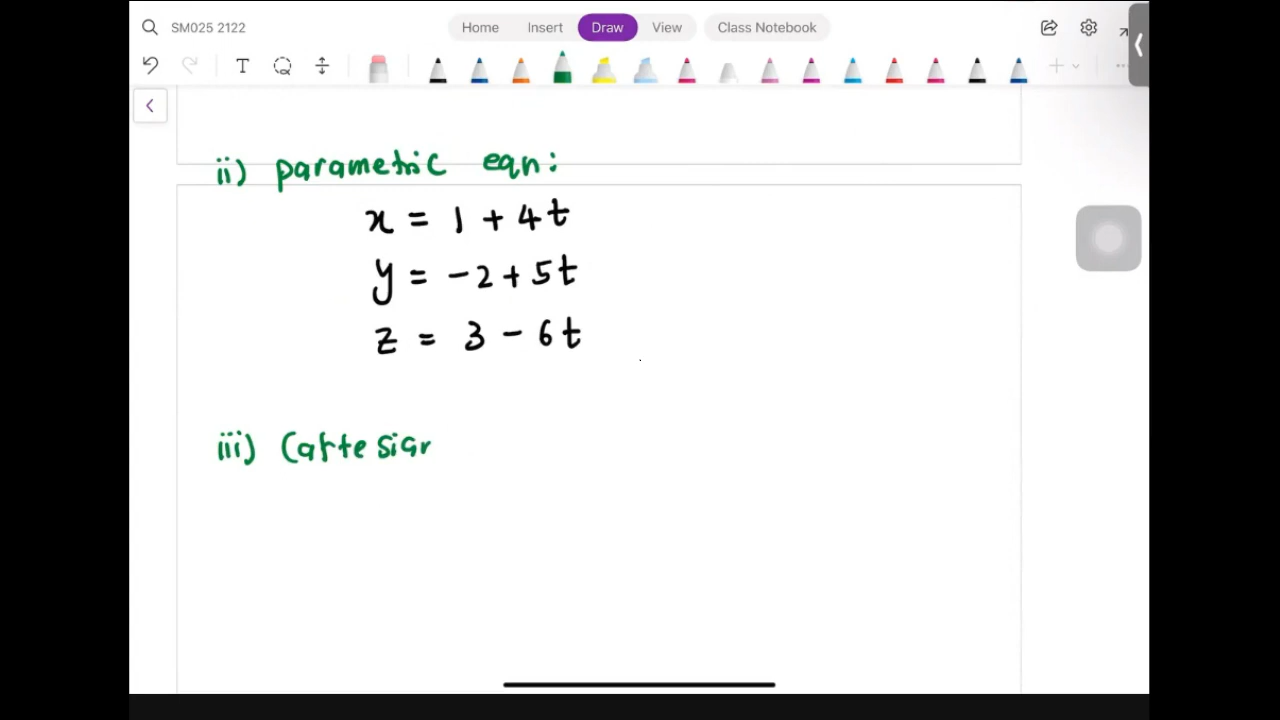 SM025 2122
Home Insert Draw View Class Notebook
ii) parametric eqn:
x = 1 + 4t
y = -2 + 5t
z = 3 - 6t
iii) Cartesian